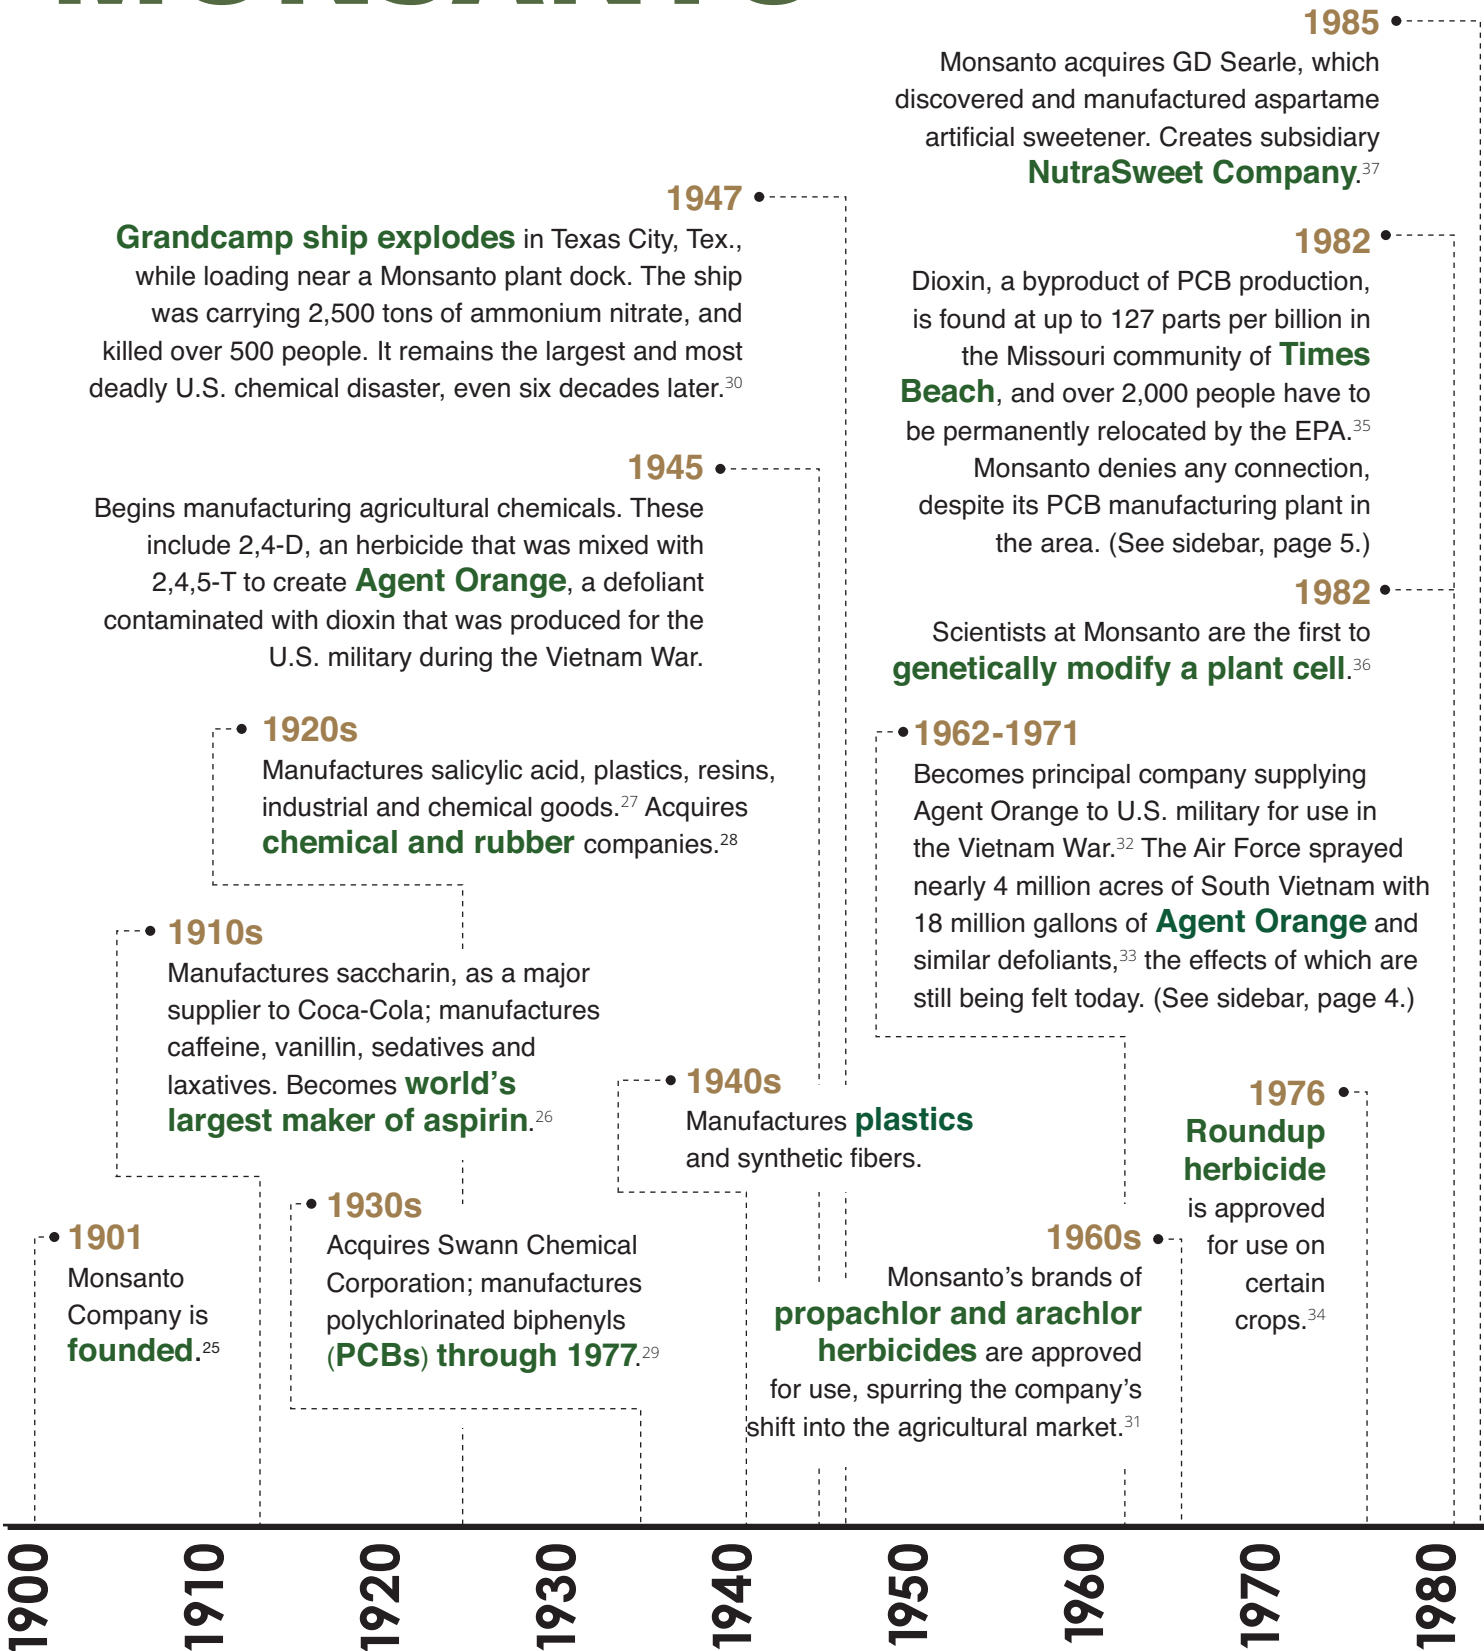 MONSANTO
1985
Monsanto acquires GD Searle, which
discovered and manufactured aspartame
artificial sweetener. Creates subsidiary
NutraSweet Company.37
1947
Grandcamp ship explodes in Texas City, Tex.,
while loading near a Monsanto plant dock. The ship
was carrying 2,500 tons of ammonium nitrate, and
killed over 500 people. It remains the largest and most
deadly U.S. chemical disaster, even six decades later.30
1982
Dioxin, a byproduct of PCB production,
is found at up to 127 parts per billion in
the Missouri community of Times
Beach, and over 2,000 people have to
be permanently relocated by the EPA.35
Monsanto denies any connection,
despite its PCB manufacturing plant in
the area. (See sidebar, page 5.)
1945
Begins manufacturing agricultural chemicals. These
include 2,4-D, an herbicide that was mixed with
2,4,5-T to create Agent Orange, a defoliant
contaminated with dioxin that was produced for the
U.S. military during the Vietnam War.
1982
Scientists at Monsanto are the first to
genetically modify a plant cell.36
1920s
Manufactures salicylic acid, plastics, resins,
industrial and chemical goods.27 Acquires
chemical and rubber companies.28
1962-1971
Becomes principal company supplying
Agent Orange to U.S. military for use in
the Vietnam War.32 The Air Force sprayed
nearly 4 million acres of South Vietnam with
18 million gallons of Agent Orange and
similar defoliants,33 the effects of which are
still being felt today. (See sidebar, page 4.)
1910s
Manufactures saccharin, as a major
supplier to Coca-Cola; manufactures
caffeine, vanillin, sedatives and
laxatives. Becomes world's
largest maker of aspirin.26
1940s
Manufactures plastics
and synthetic fibers.
1976
Roundup
herbicide
is approved
for use on
certain
crops.34
1930s
Acquires Swann Chemical
Corporation; manufactures
polychlorinated biphenyls
(PCBs) through 1977.29
1901
Monsanto
Company is
founded.25
1960s
Monsanto's brands of
propachlor and arachlor
herbicides are approved
for use, spurring the company's
shift into the agricultural market.31
1900
1910
1920
1930
1940
1950
1960
1970
1980